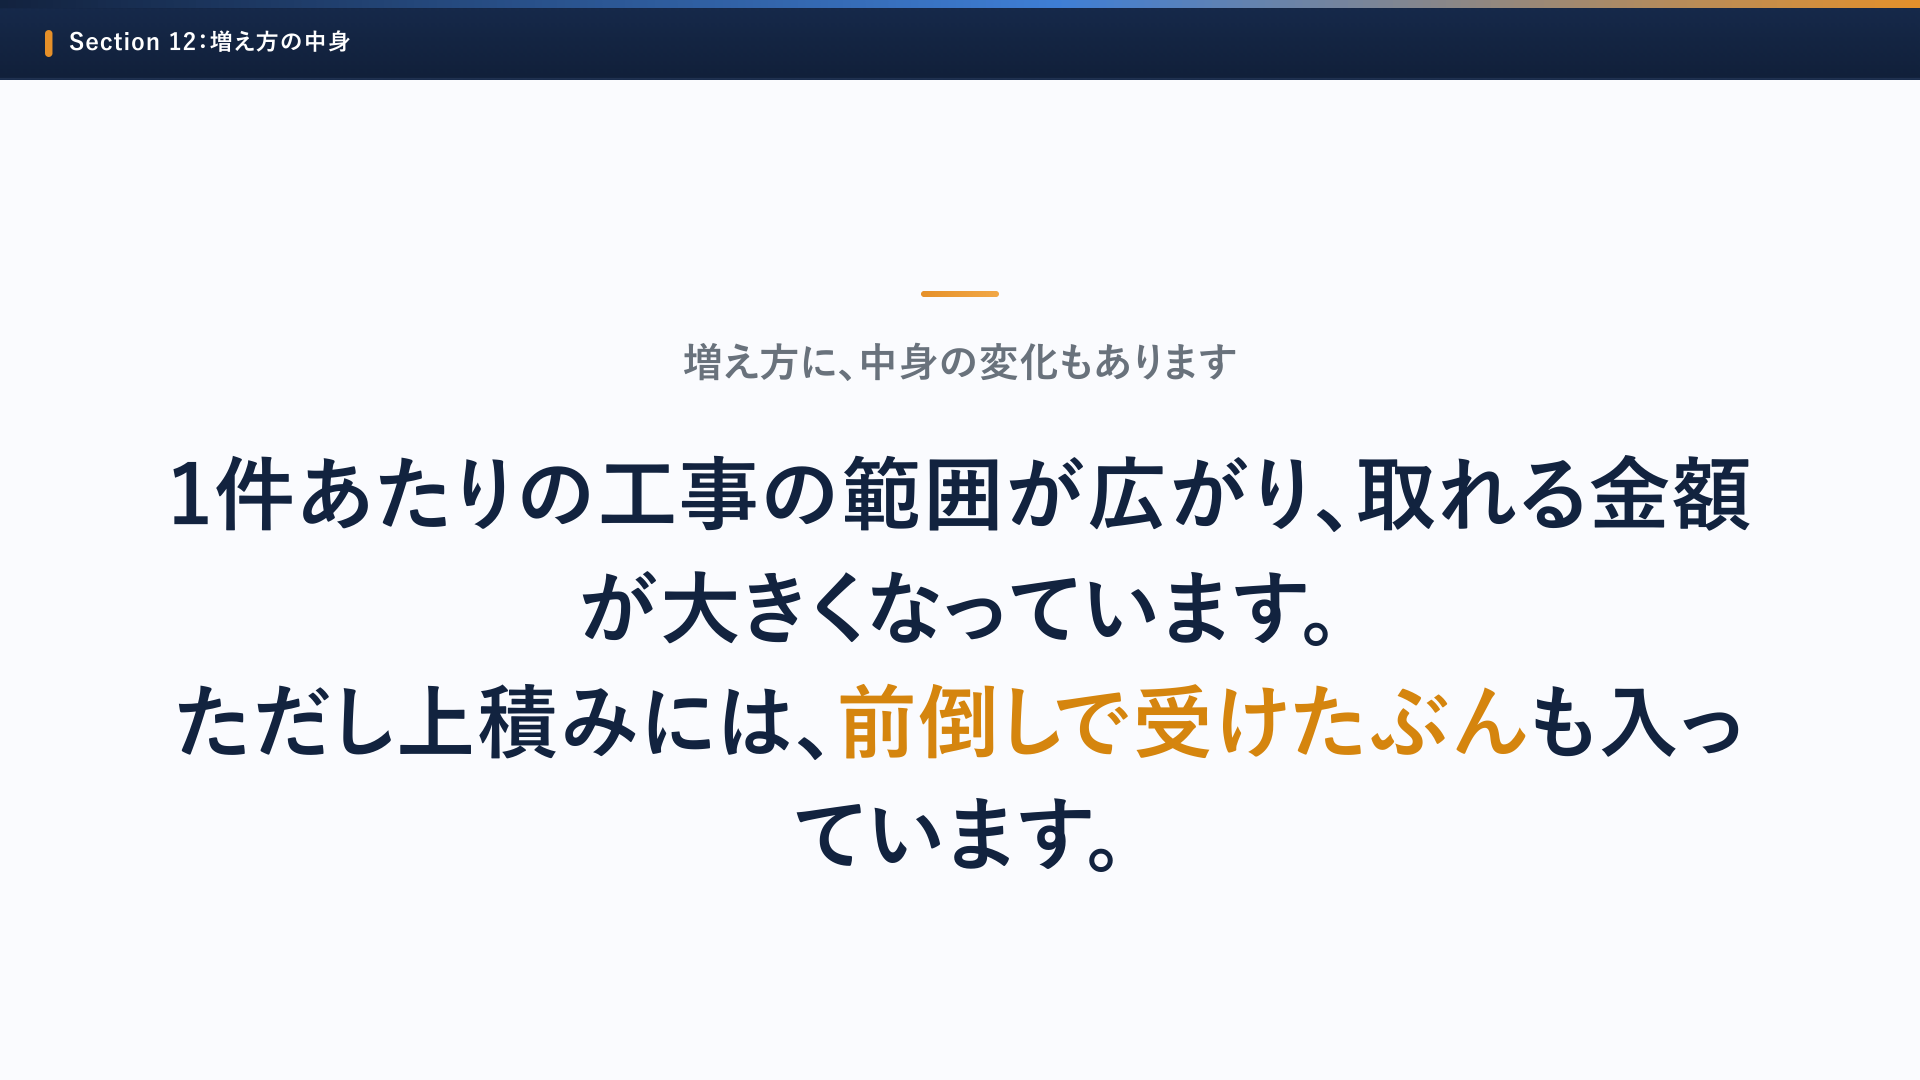 Section 12：増え方の中身
増え方に、中身の変化もあります
1件あたりの工事の範囲が広がり、取れる金額
が大きくなっています。
ただし上積みには、前倒しで受けたぶんも入っ
ています。